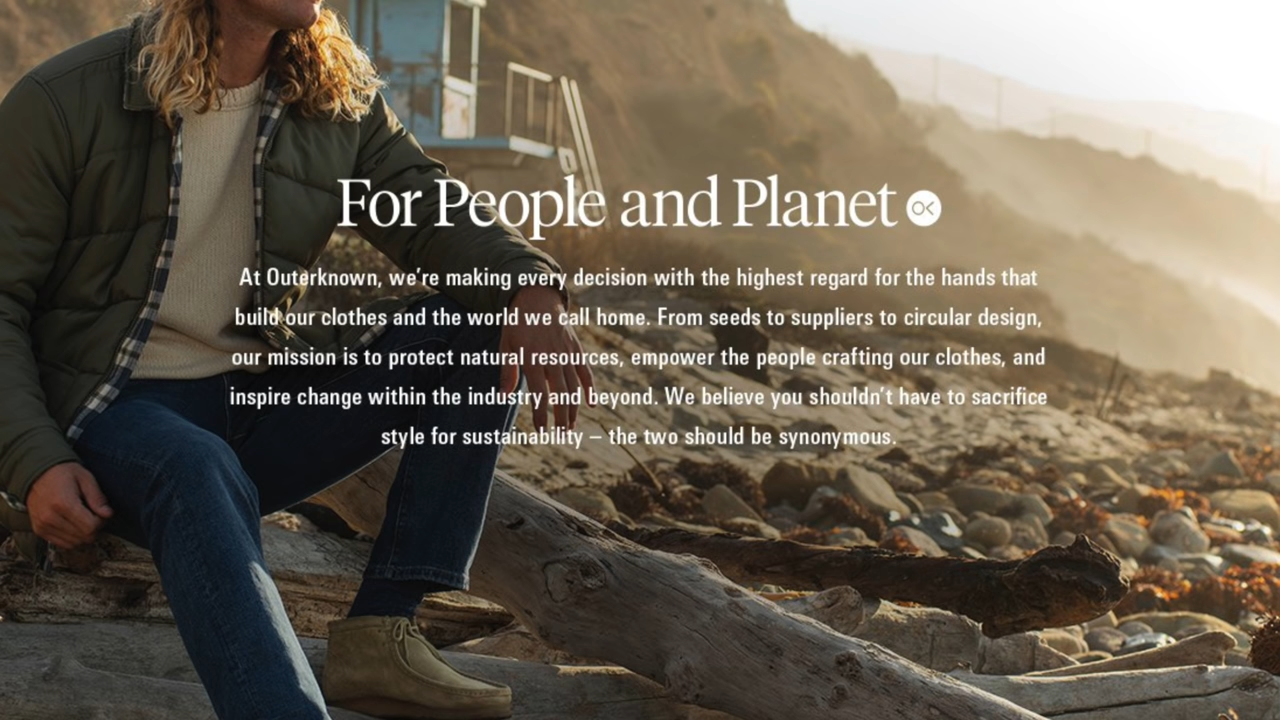 For People and Planet OK
At Outerknown, we’re making every decision with the highest regard for the hands that
build our clothes and the world we call home. From seeds to suppliers to circular design,
our mission is to protect natural resources, empower the people crafting our clothes, and
inspire change within the industry and beyond. We believe you shouldn’t have to sacrifice
style for sustainability – the two should be synonymous.